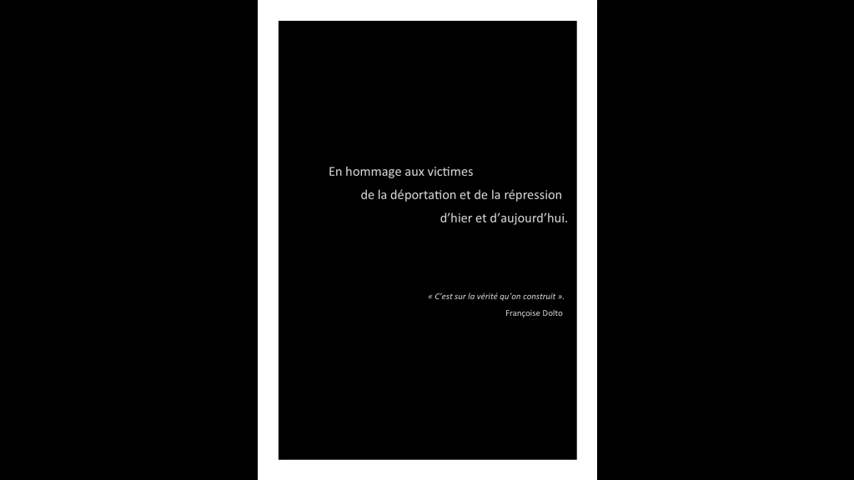 En hommage aux victimes
de la déportation et de la répression
d'hier et d'aujourd'hui.
« C'est sur la vérité qu'on construit ».
Françoise Dolto